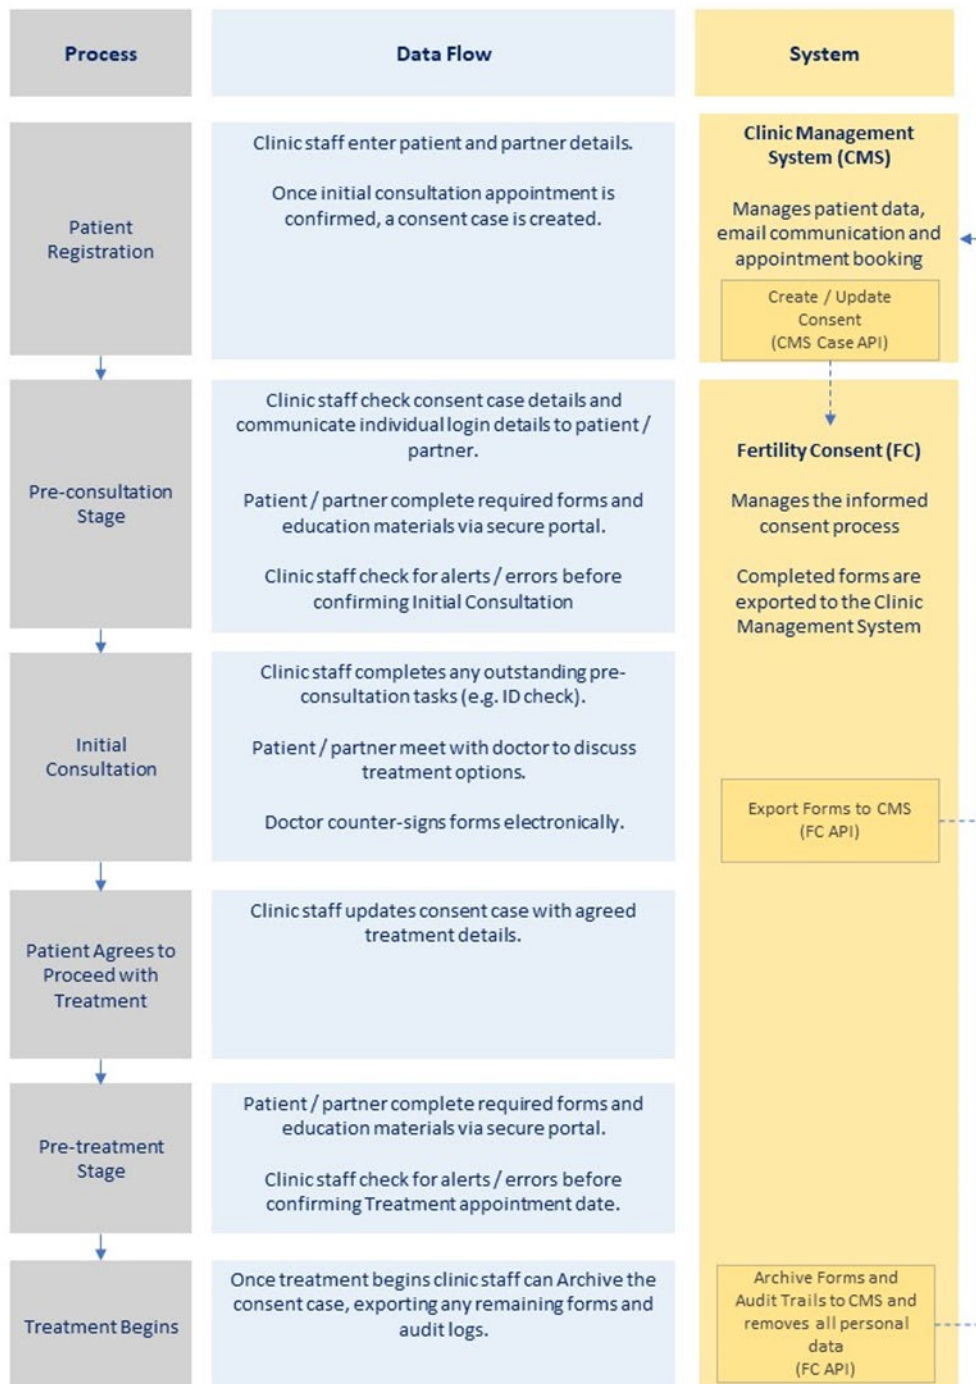 Process
Data Flow
System
Patient
Registration
Clinic staff enter patient and partner details.
Once initial consultation appointment is
confirmed, a consent case is created.
Clinic Management
System (CMS)
Manages patient data,
email communication and
appointment booking
Create / Update
Consent
(CMS Case API)
Pre-consultation
Stage
Clinic staff check consent case details and
communicate individual login details to patient /
partner.
Patient / partner complete required forms and
education materials via secure portal.
Clinic staff check for alerts / errors before
confirming Initial Consultation
Fertility Consent (FC)
Manages the informed
consent process
Completed forms are
exported to the Clinic
Management System
Initial
Consultation
Clinic staff completes any outstanding pre-
consultation tasks (e.g. ID check).
Patient / partner meet with doctor to discuss
treatment options.
Doctor counter-signs forms electronically.
Export Forms to CMS
(FC API)
Patient Agrees to
Proceed with
Treatment
Clinic staff updates consent case with agreed
treatment details.
Pre-treatment
Stage
Patient / partner complete required forms and
education materials via secure portal.
Clinic staff check for alerts / errors before
confirming Treatment appointment date.
Treatment Begins
Once treatment begins clinic staff can Archive the
consent case, exporting any remaining forms and
audit logs.
Archive Forms and
Audit Trails to CMS and
removes all personal
data
(FC API)